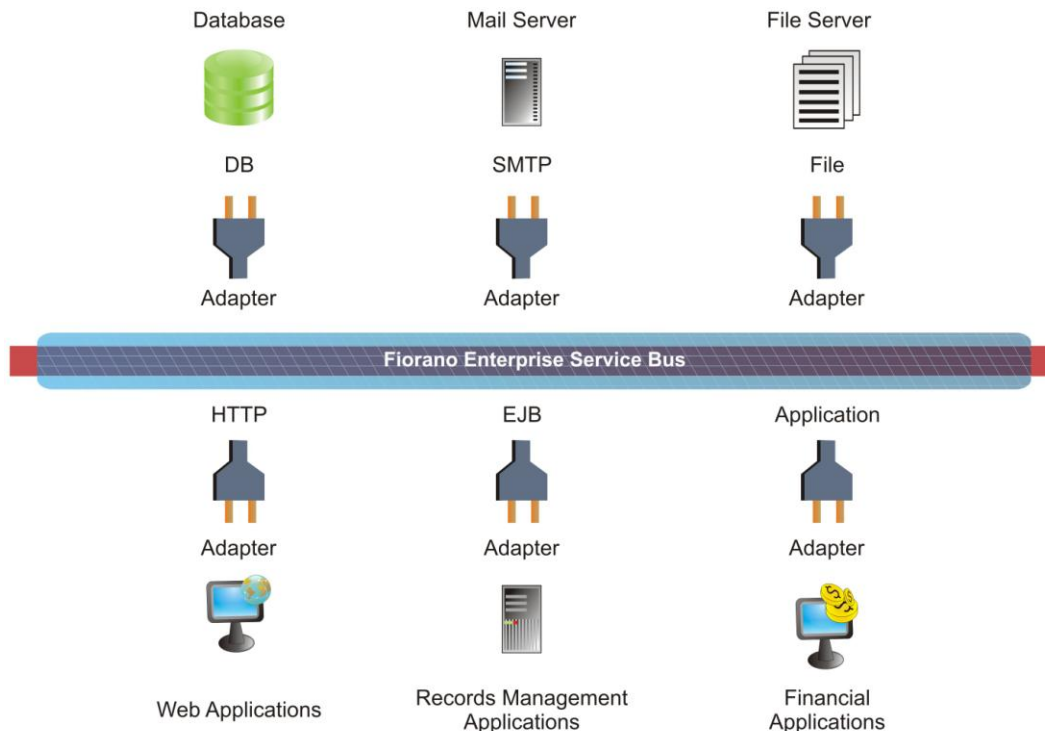 Database
Mail Server
File Server
DB
SMTP
File
Adapter
Adapter
Adapter
Fiorano Enterprise Service Bus
HTTP
EJB
Application
Adapter
Adapter
Adapter
Web Applications
Records Management
Applications
Financial
Applications